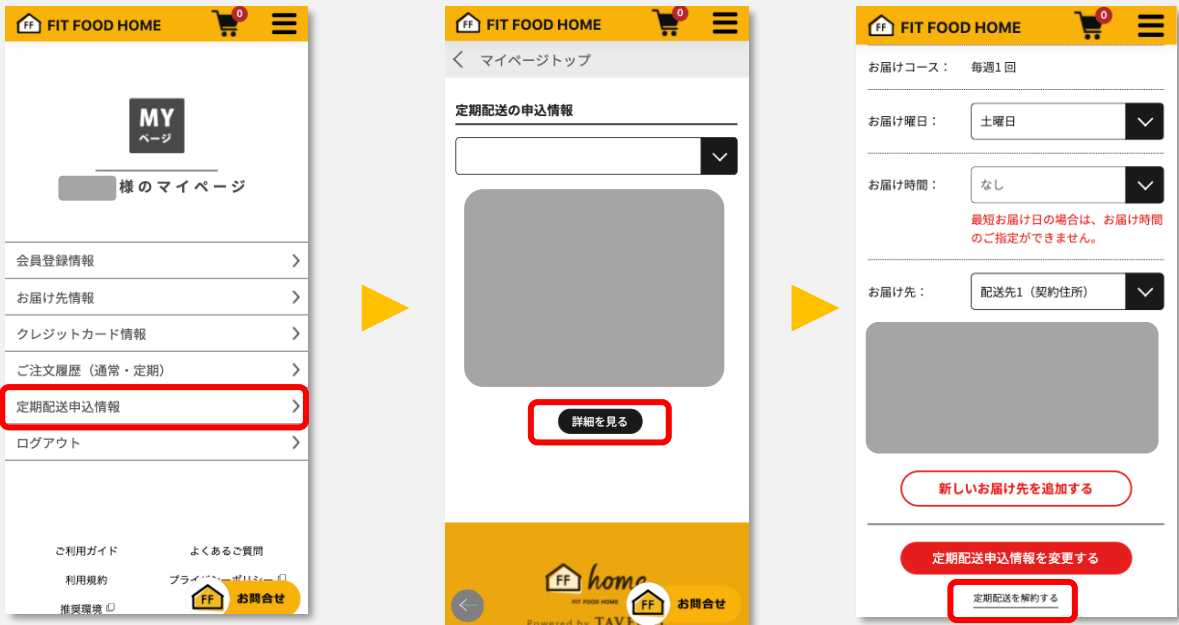 FF FIT FOOD HOME 0
MY
ページ
様のマイページ
会員登録情報
お届け先情報
クレジットカード情報
ご注文履歴（通常・定期）
定期配送申込情報
ログアウト
ご利用ガイド よくあるご質問
利用規約
推奨環境
FF お問合せ
FF FIT FOOD HOME 0
マイページトップ
定期配送の申込情報
詳細を見る
FF home
FIT FOOD HOME
Powered by
FF お問合せ
FF FIT FOOD HOME 0
お届けコース： 毎週1回
お届け曜日： 土曜日
お届け時間： なし
最短お届け日の場合は、お届け時間
のご指定ができません。
お届け先： 配送先1（契約住所）
新しいお届け先を追加する
定期配送申込情報を変更する
定期配送を解約する